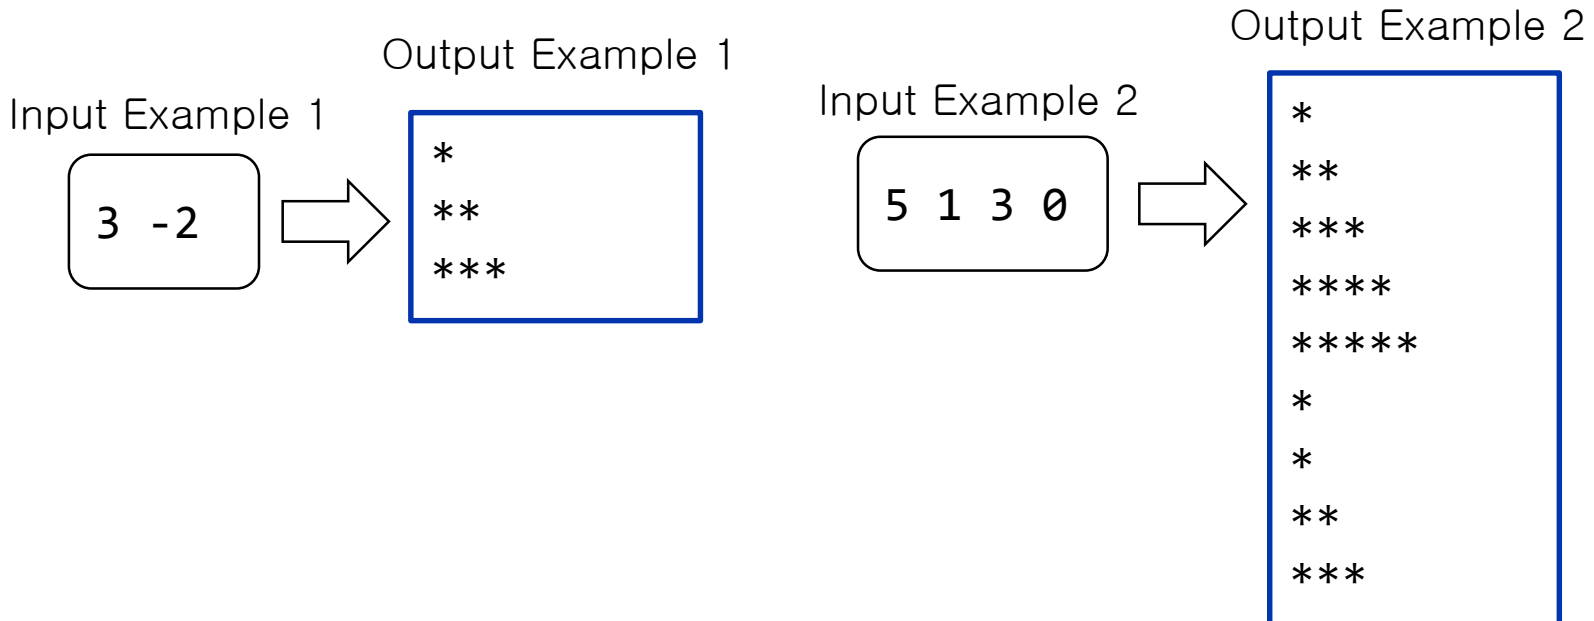 Input Example 1
3 -2
Output Example 1
*
**
***
Input Example 2
5 1 3 0
Output Example 2
*
**
***
****
*****
*
*
**
***